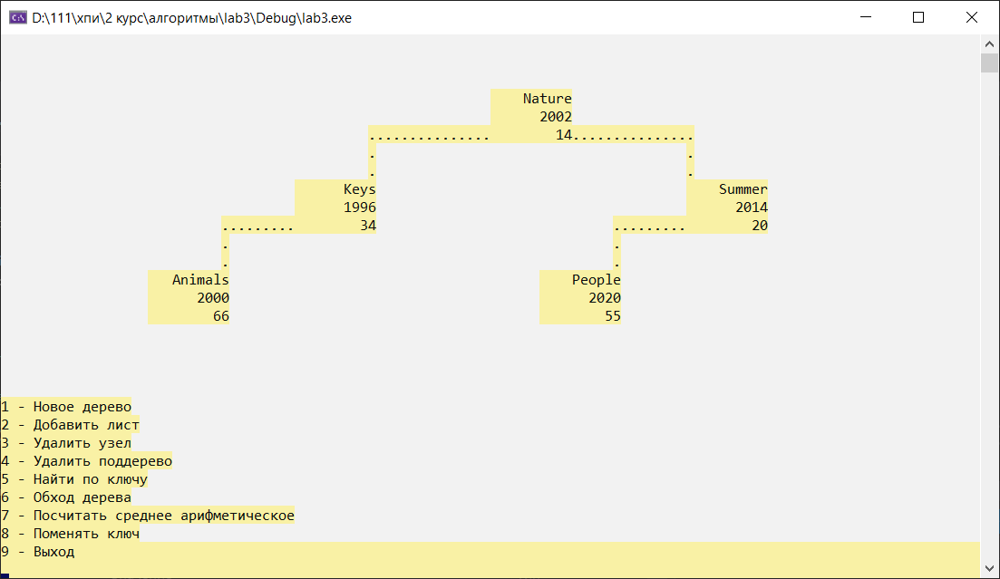 D:\111\хпи\2 курс\алгоритмы\lab3\Debug\lab3.exe
Nature
2002
...............14...............
. .
. .
Keys Summer
1996 2014
.........34 .........20
. .
. .
Animals People
2000 2020
66 55
1 - Новое дерево
2 - Добавить лист
3 - Удалить узел
4 - Удалить поддерево
5 - Найти по ключу
6 - Обход дерева
7 - Посчитать среднее арифметическое
8 - Поменять ключ
9 - Выход